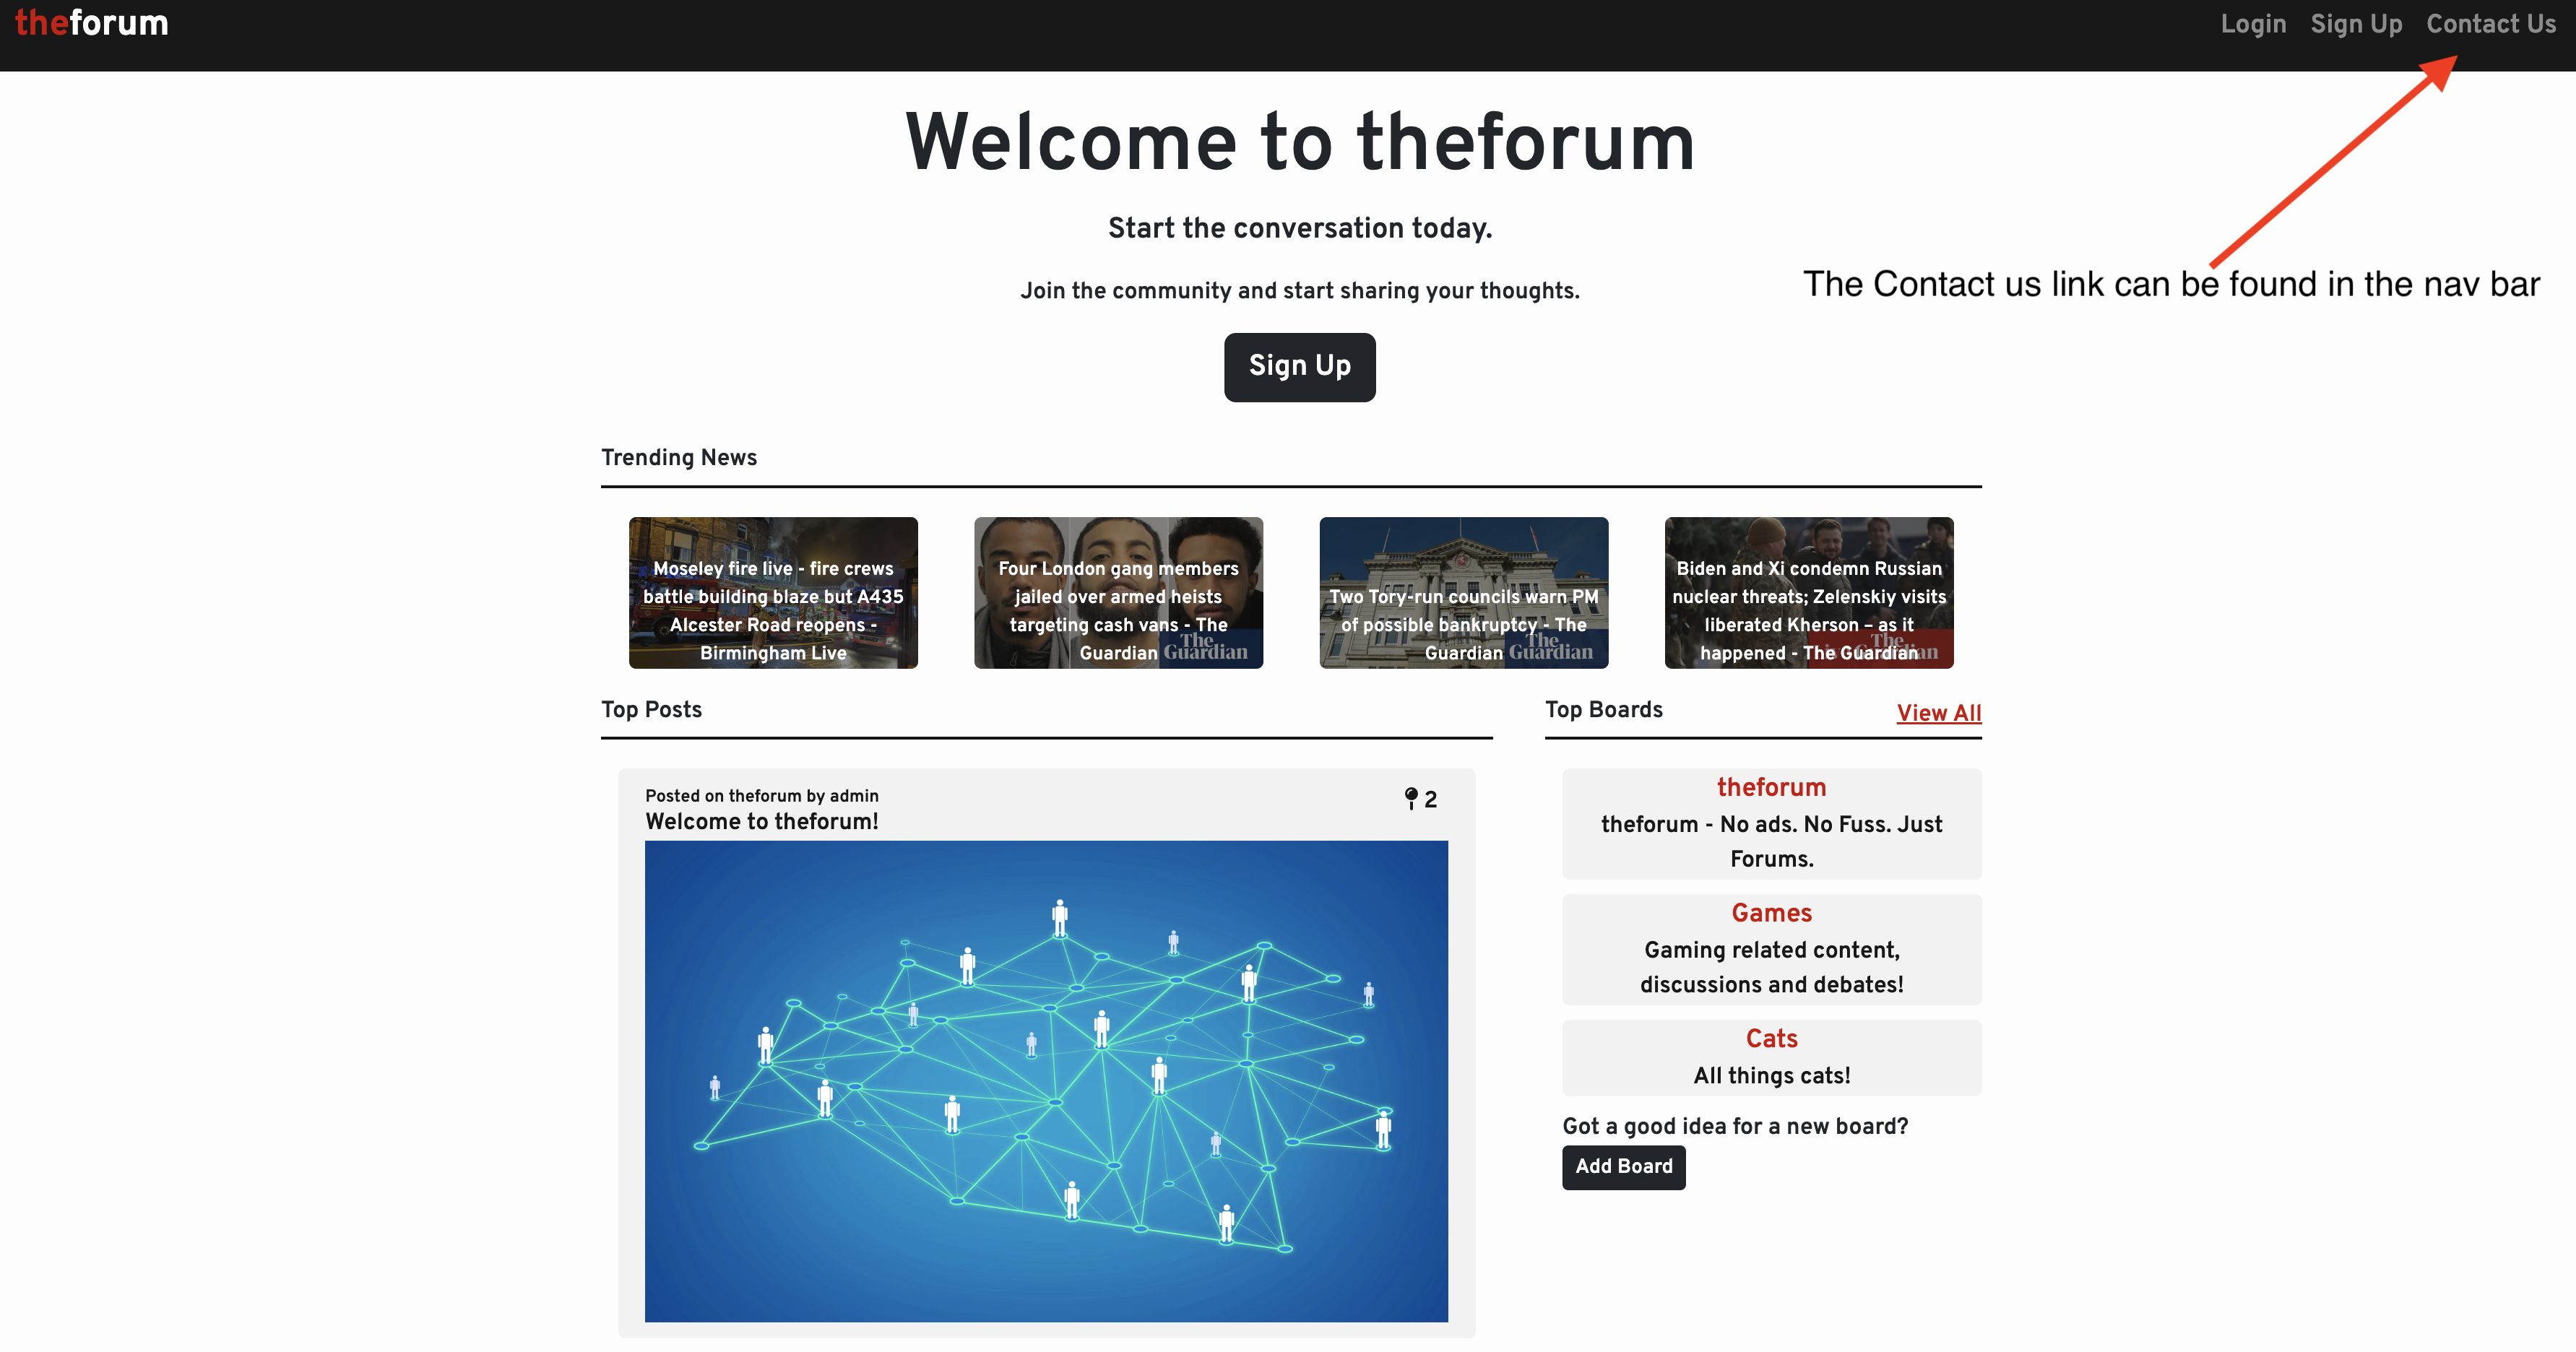 theforum
Login Sign Up Contact Us
Welcome to theforum
Start the conversation today.
The Contact us link can be found in the nav bar
Join the community and start sharing your thoughts.
Sign Up
Trending News
Moseley fire live - fire crews
battle building blaze but A435
Alcester Road reopens -
Birmingham Live
Four London gang members
jailed over armed heists
targeting cash vans - The
Guardian
The
Guardian
Two Tory-run councils warn PM
of possible bankruptcy - The
Guardian
The
Guardian
Biden and Xi condemn Russian
nuclear threats; Zelenskiy visits
liberated Kherson – as it
happened - The Guardian
The
Guardian
Top Posts
Posted on theforum by admin
2
Welcome to theforum!
Top Boards
View All
theforum
theforum - No ads. No Fuss. Just
Forums.
Games
Gaming related content,
discussions and debates!
Cats
All things cats!
Got a good idea for a new board?
Add Board